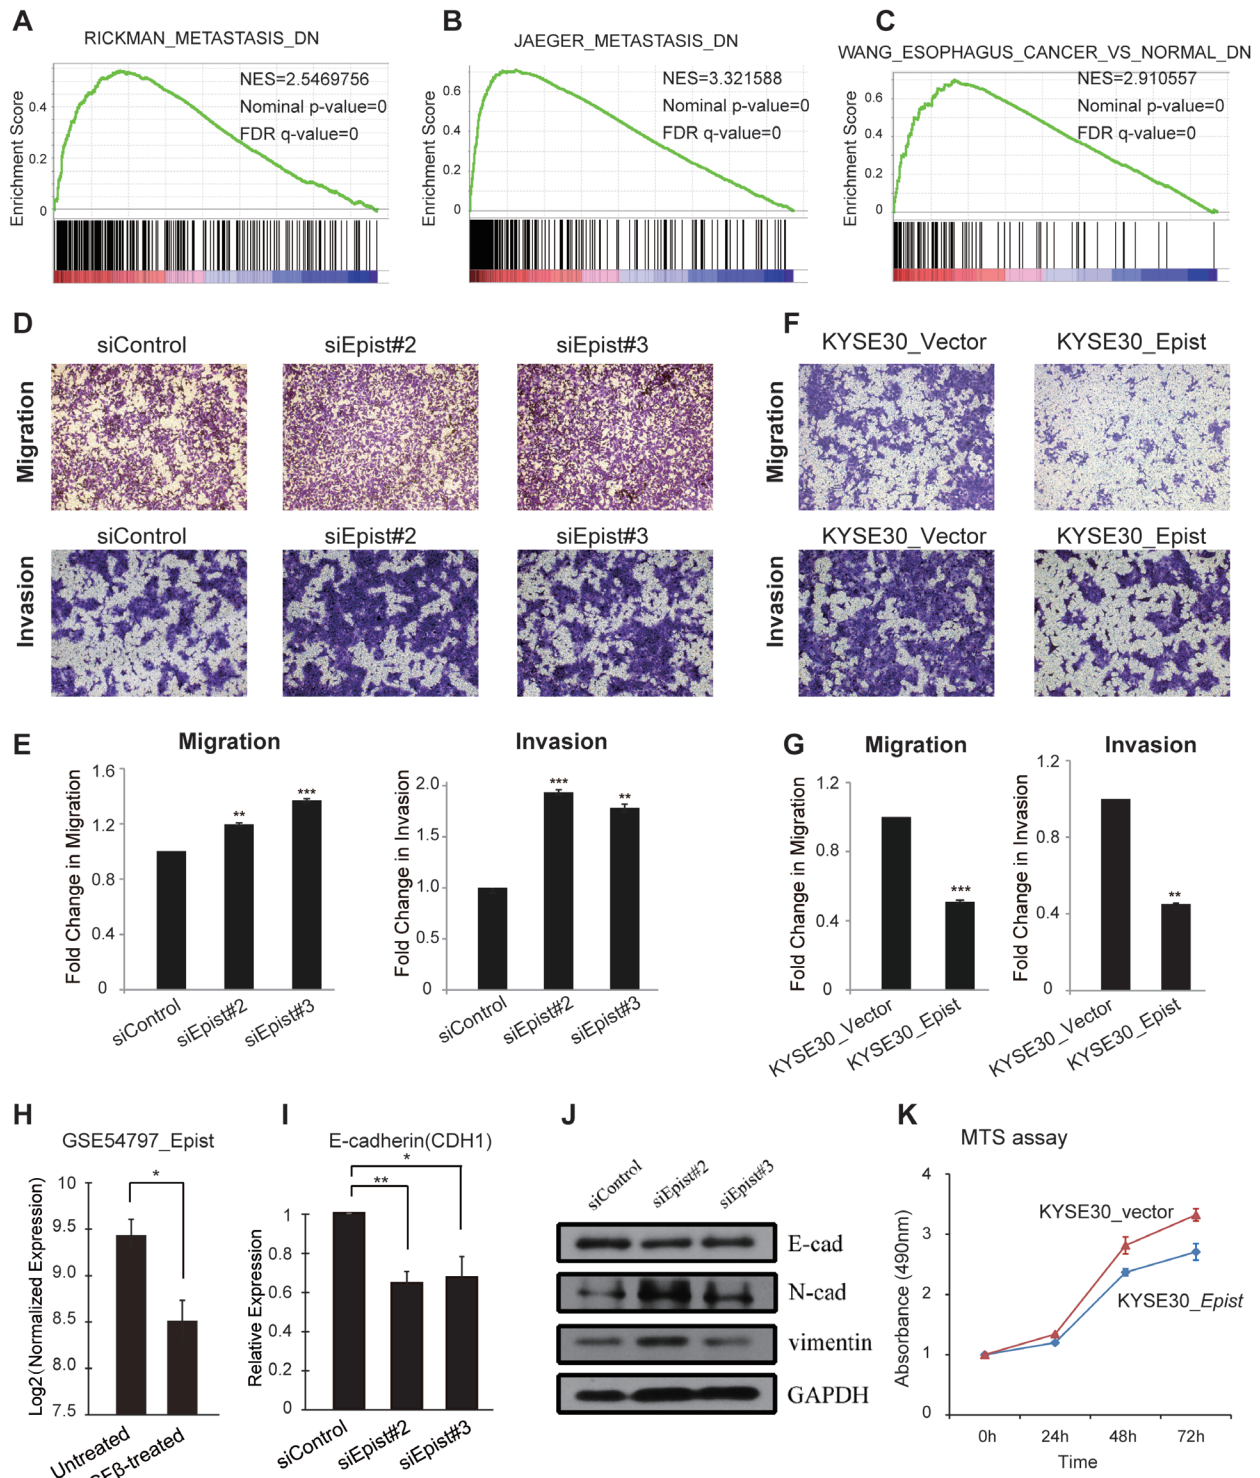 A
RICKMAN_METASTASIS_DN
NES=2.5469756
Nominal p-value=0
FDR q-value=0
Enrichment Score
0.4
0.2
0
B
JAEGER_METASTASIS_DN
NES=3.321588
Nominal p-value=0
FDR q-value=0
Enrichment Score
0.6
0.4
0.2
0
C
WANG_ESOPHAGUS_CANCER_VS_NORMAL_DN
NES=2.910557
Nominal p-value=0
FDR q-value=0
Enrichment Score
0.6
0.4
0.2
0
D
siControl
siEpist#2
siEpist#3
Migration
siControl
siEpist#2
siEpist#3
Invasion
F
KYSE30_Vector
KYSE30_Epist
Migration
KYSE30_Vector
KYSE30_Epist
Invasion
E
Migration
Fold Change in Migration
1.6
1.2
0.8
0.4
0
**
***
siControl
siEpist#2
siEpist#3
Invasion
Fold Change in Invasion
2.0
1.5
1.0
0.5
0
***
**
siControl
siEpist#2
siEpist#3
G
Migration
Fold Change in Migration
1.2
0.8
0.4
0
***
KYSE30_Vector
KYSE30_Epist
Invasion
Fold Change in Invasion
1.2
0.8
0.4
0
**
KYSE30_Vector
KYSE30_Epist
H
GSE54797_Epist
Log2(Normalized Expression)
10
9.5
9.0
8.5
8.0
7.5
*
Untreated
Fβ-treated
I
E-cadherin(CDH1)
Relative Expression
1
0.8
0.6
0.4
0.2
0
*
**
siControl
siEpist#2
siEpist#3
J
siControl
siEpist#2
siEpist#3
E-cad
N-cad
vimentin
GAPDH
K
MTS assay
Absorbance (490nm)
4
3
2
1
0
KYSE30_vector
KYSE30_Epist
0h
24h
48h
72h
Time